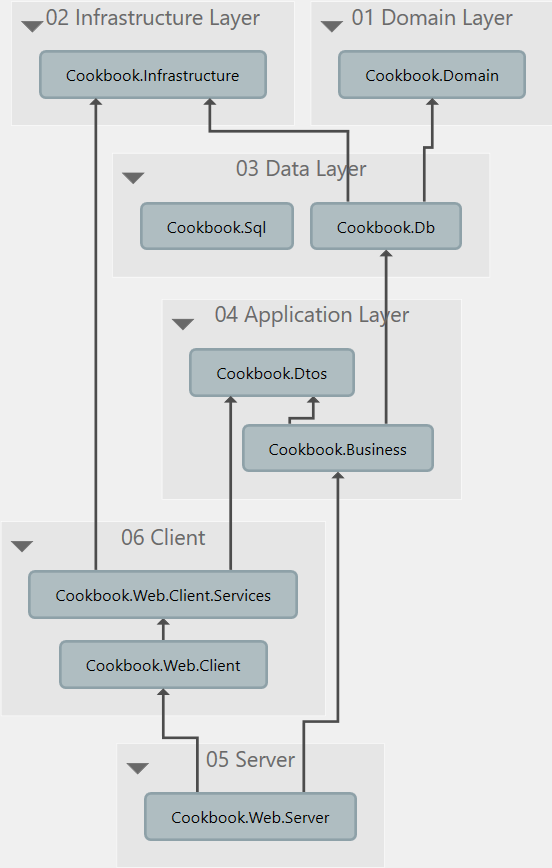 02 Infrastructure Layer
01 Domain Layer
Cookbook.Infrastructure
Cookbook.Domain
03 Data Layer
Cookbook.Sql
Cookbook.Db
04 Application Layer
Cookbook.Dtos
Cookbook.Business
06 Client
Cookbook.Web.Client.Services
Cookbook.Web.Client
05 Server
Cookbook.Web.Server